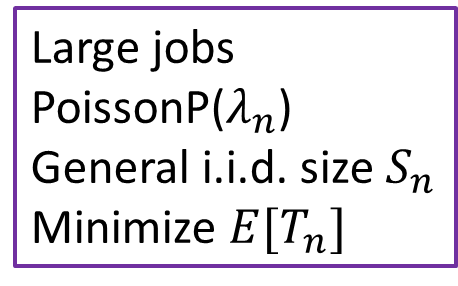 Large jobs
PoissonP(λₙ)
General i.i.d. size Sₙ
Minimize E[Tₙ]